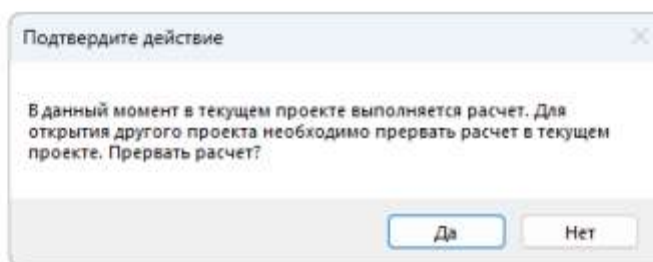 Подтвердите действие
В данный момент в текущем проекте выполняется расчет. Для
открытия другого проекта необходимо прервать расчет в текущем
проекте. Прервать расчет?
Да
Нет